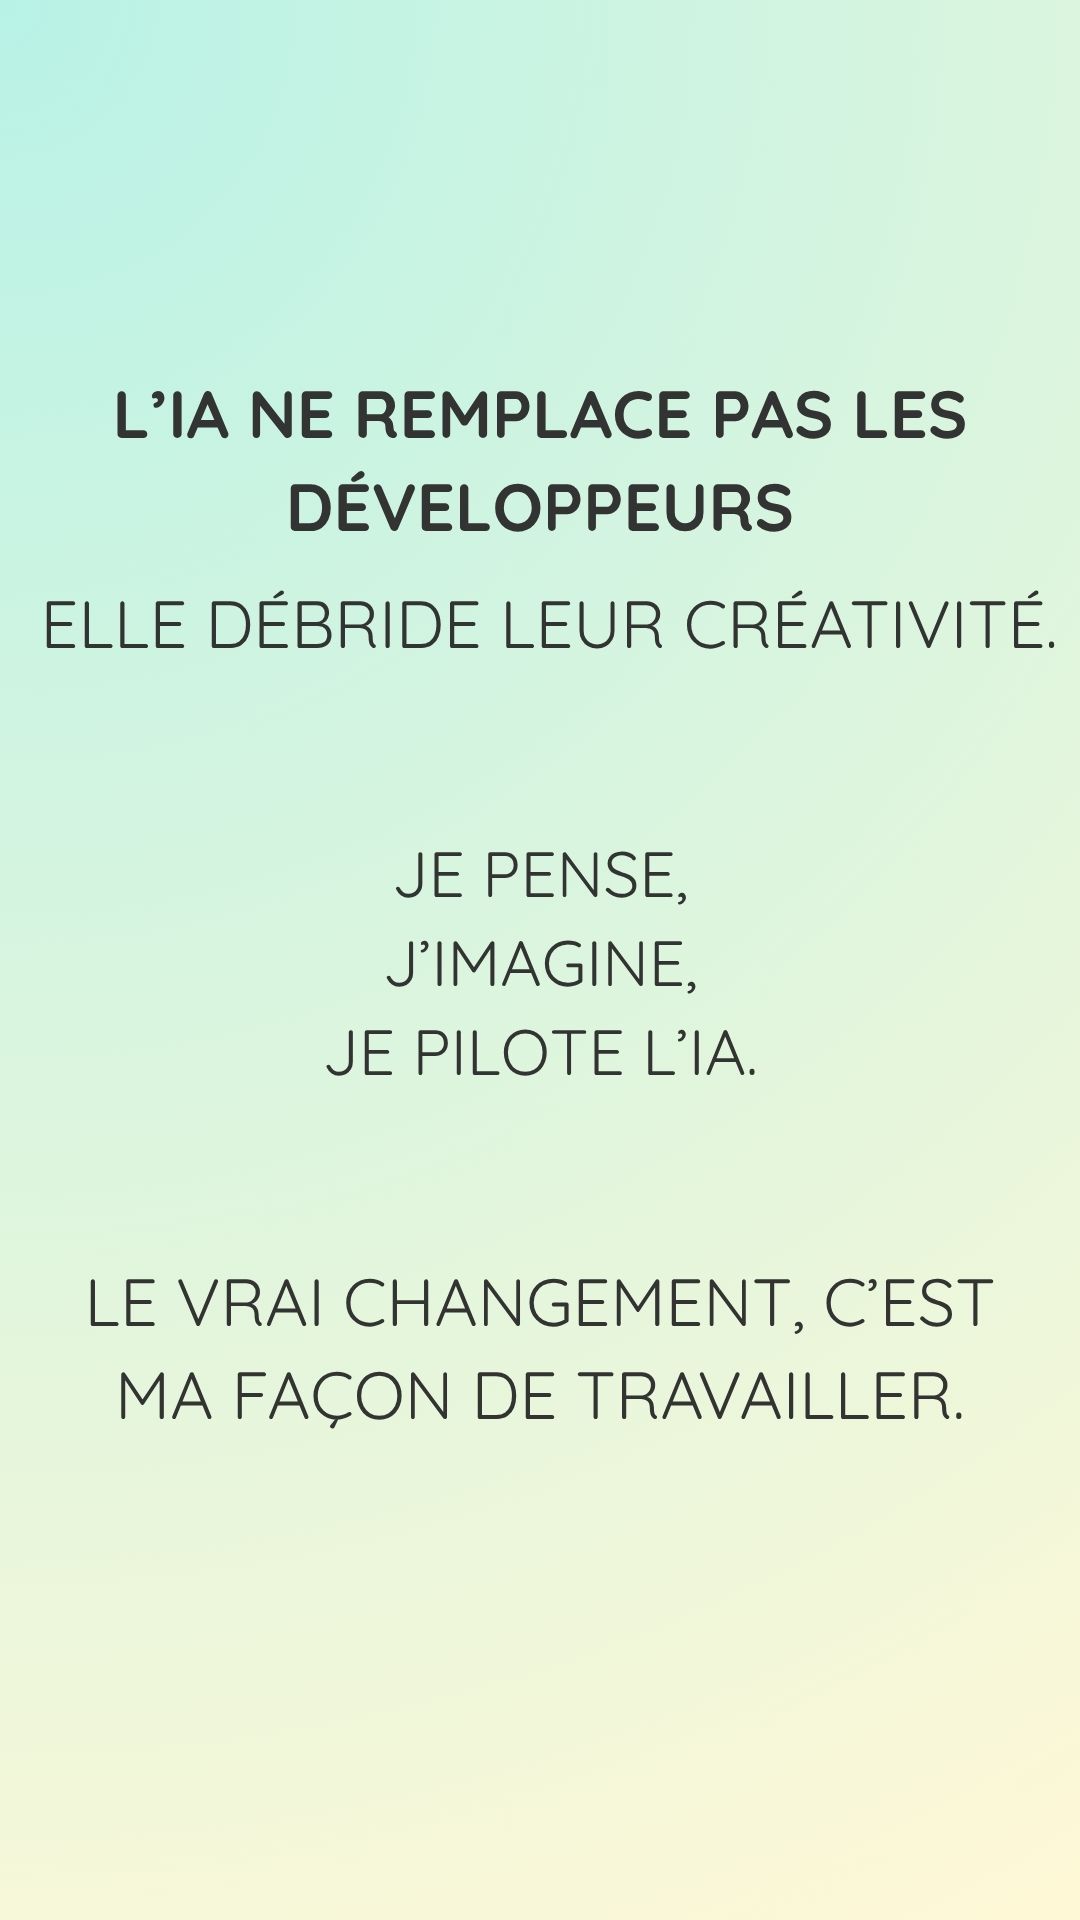 L’IA NE REMPLACE PAS LES
DÉVELOPPEURS
ELLE DÉBRIDE LEUR CRÉATIVITÉ.
JE PENSE,
J’IMAGINE,
JE PILOTE L’IA.
LE VRAI CHANGEMENT, C’EST
MA FAÇON DE TRAVAILLER.